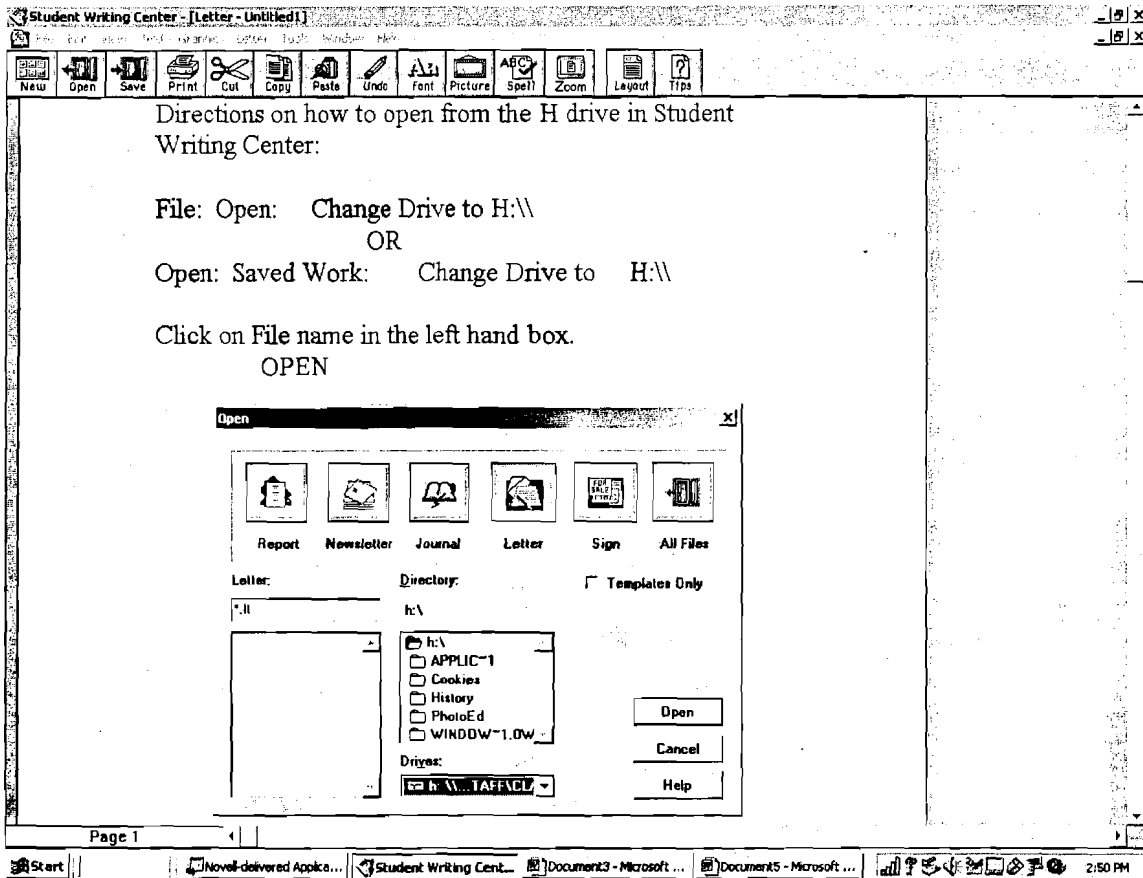 Student Writing Center - [Letter - Untitled1]
New Open Save Print Cut Copy Paste Undo Font Picture Spell Zoom Layout Tips
Directions on how to open from the H drive in Student
Writing Center:
File: Open: Change Drive to H:\\
OR
Open: Saved Work: Change Drive to H:\\
Click on File name in the left hand box.
OPEN
Open
Report Newsletter Journal Letter Sign All Files
Letter: Directory: Templates Only
h:\
h:\
APPLIC~1
Cookies
History
PhotoEd
WINDOW~1.0W
Open
Cancel
Drives:
h: \\...TAFF\CL
Help
Page 1
Start Novell-delivered Applica... Student Writing Cent... Document3 - Microsoft ... Document5 - Microsoft ... 2:50 PM